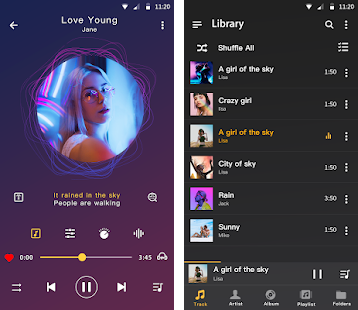 11:20
Love Young
Jane
It rained in the sky
People are walking
0:00
3:45
11:20
Library
Shuffle All
A girl of the sky
Lisa
1:50
Crazy girl
1:50
A girl of the sky
Lisa
City of sky
Lisa
1:50
Rain
Jack
1:50
Sunny
Miko
1:50
A girl of the sky
Lisa
Track
Artist
Album
Playlist
Folders